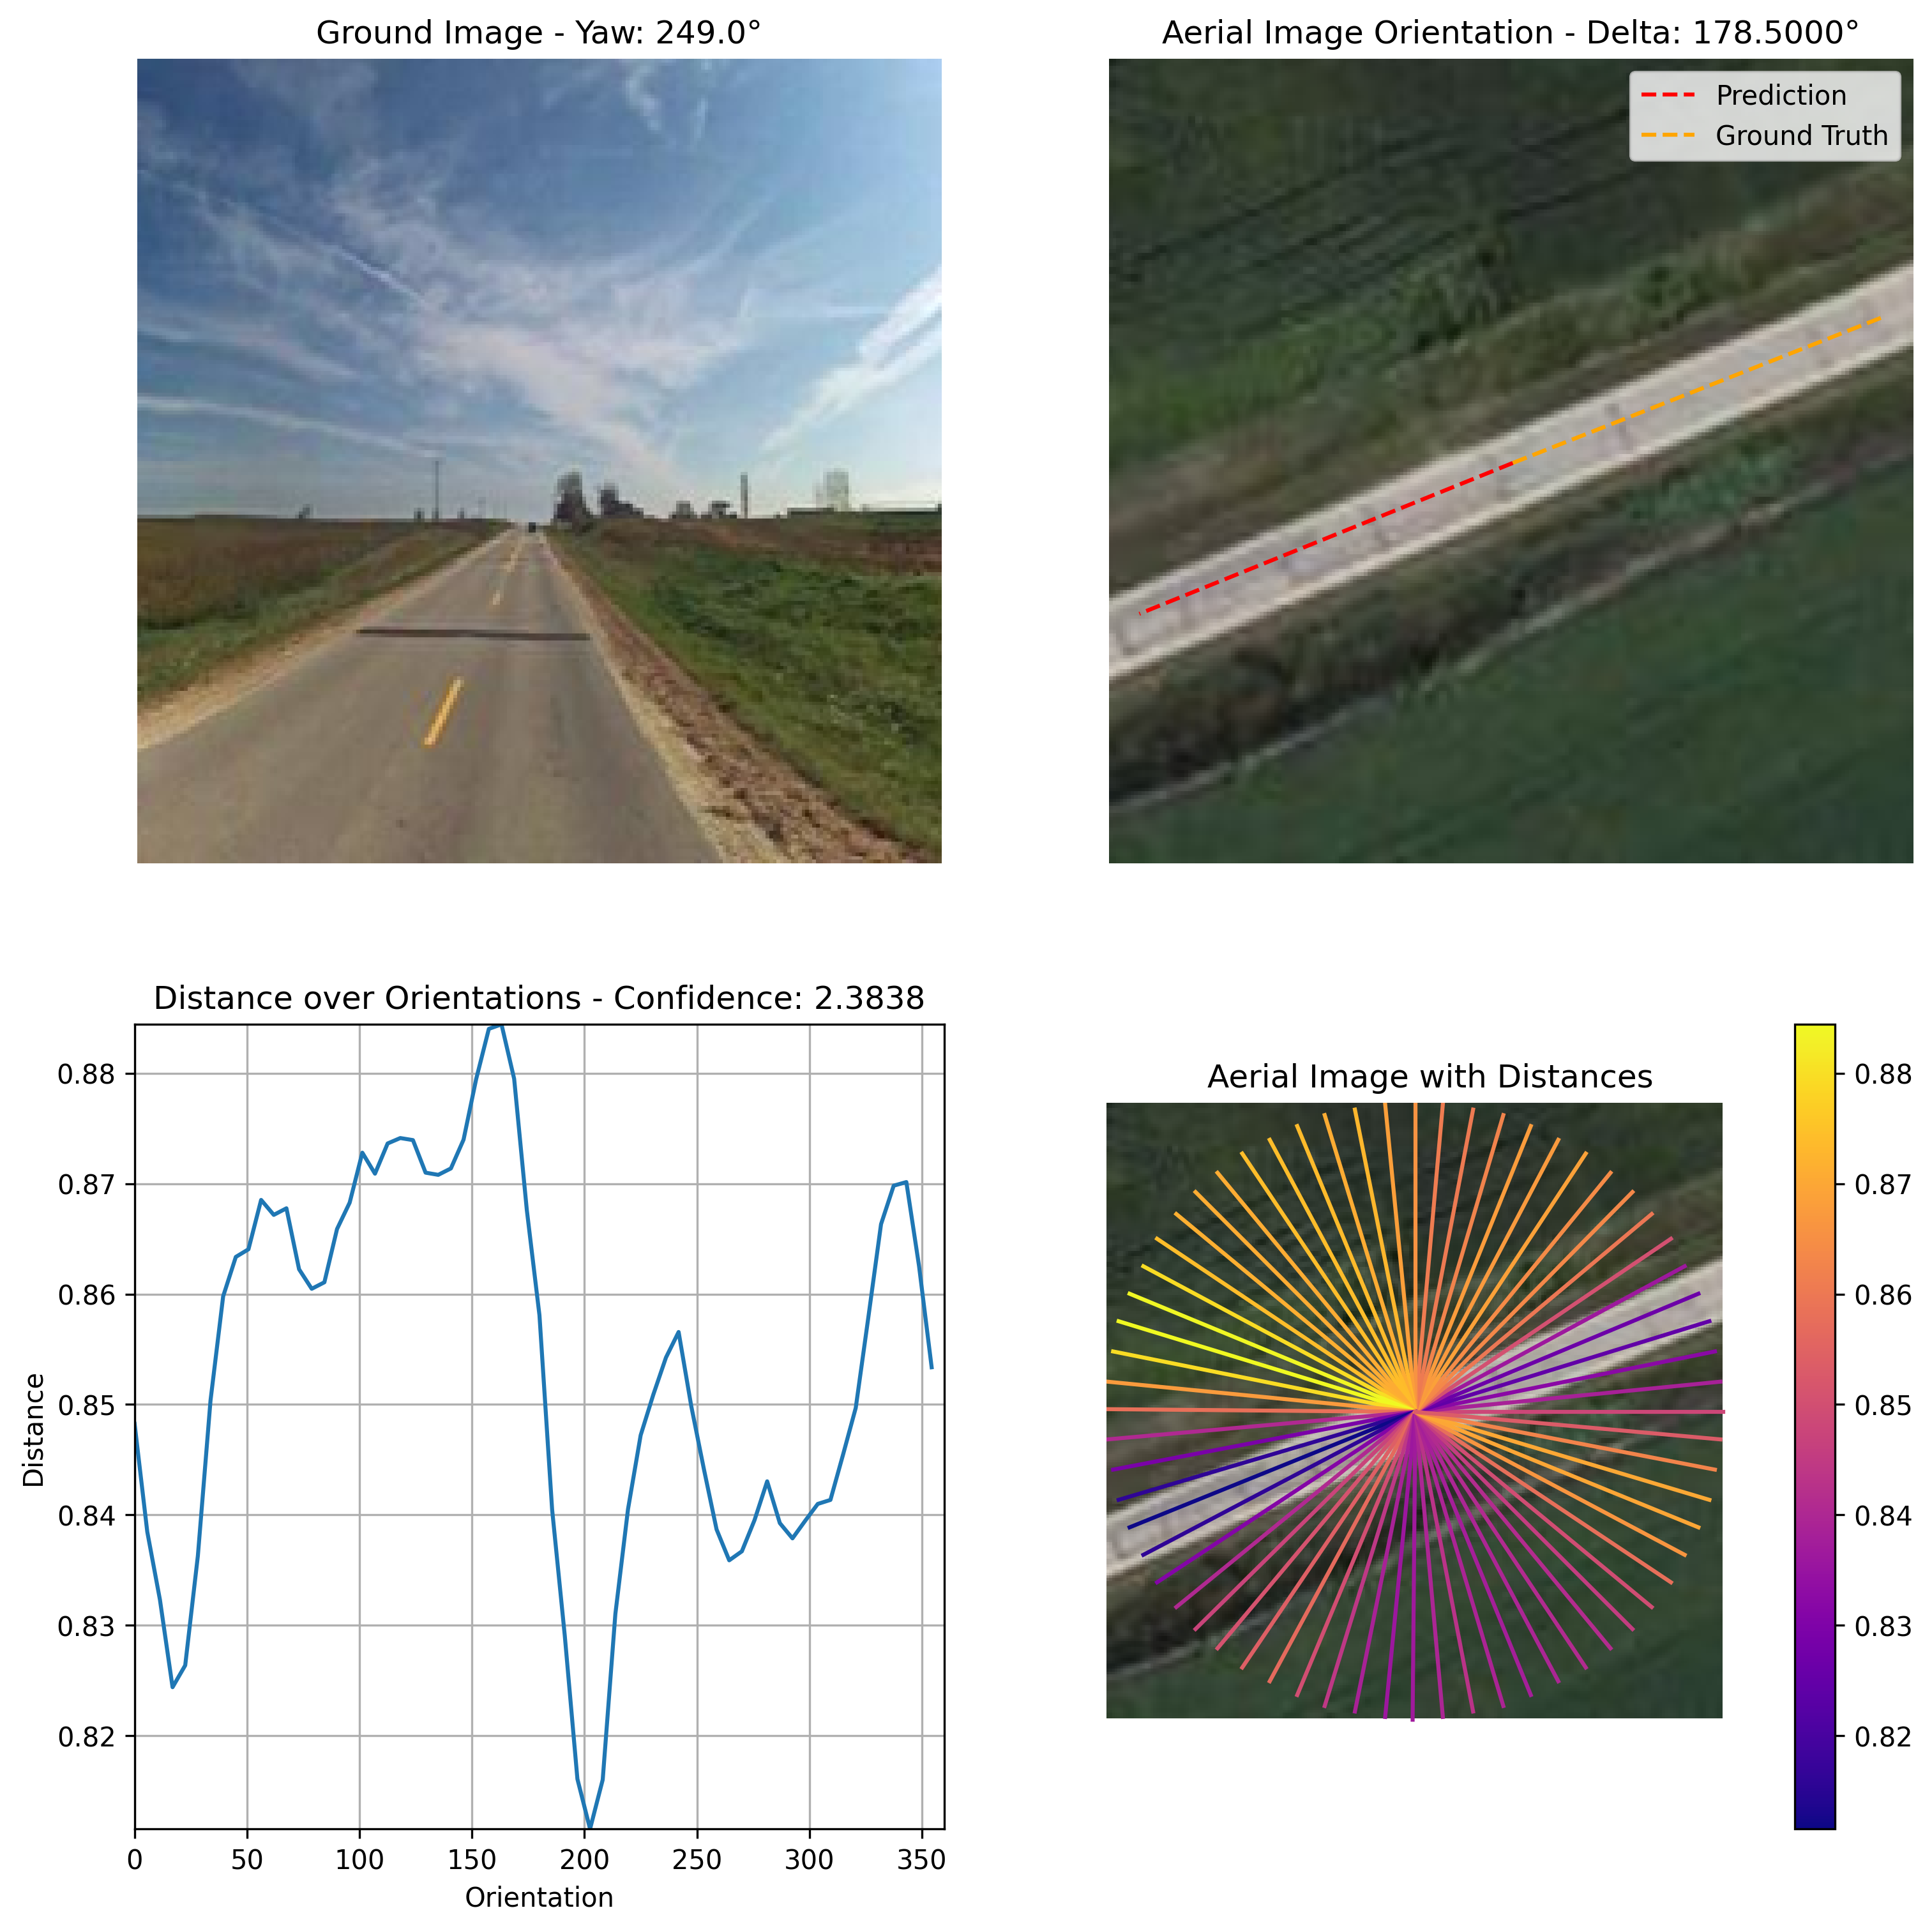 Ground Image - Yaw: 249.0°
Aerial Image Orientation - Delta: 178.5000°
Prediction
Ground Truth
Distance over Orientations - Confidence: 2.3838
0.88
0.87
0.86
0.85
0.84
0.83
0.82
Distance
0 50 100 150 200 250 300 350
Orientation
Aerial Image with Distances
0.88
0.87
0.86
0.85
0.84
0.83
0.82